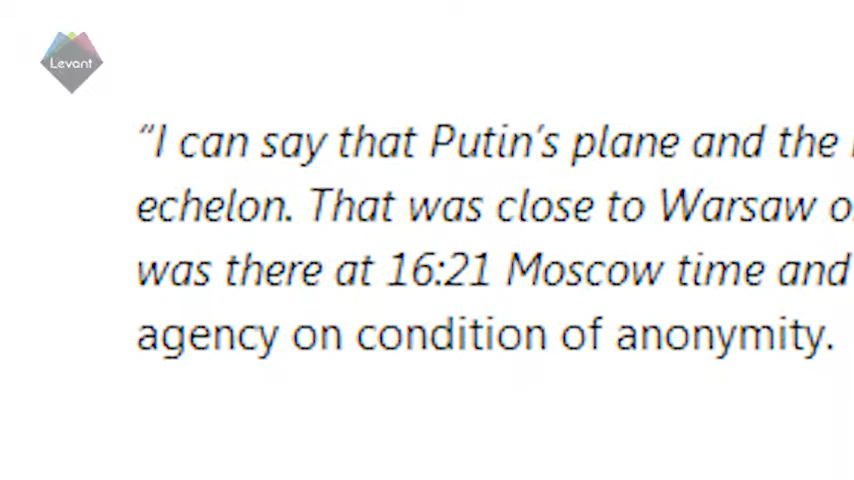 Levant
“I can say that Putin’s plane and the
echelon. That was close to Warsaw
was there at 16:21 Moscow time and
agency on condition of anonymity.